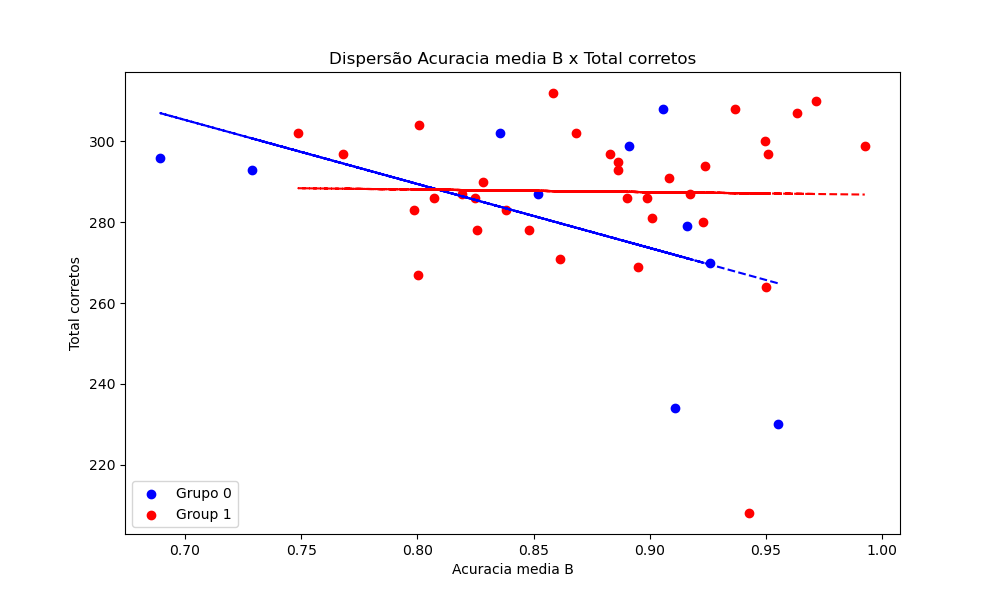 Dispersão Acuracia media B x Total corretos
Total corretos
300
280
260
240
220
Grupo 0
Group 1
0.70 0.75 0.80 0.85 0.90 0.95 1.00
Acuracia media B